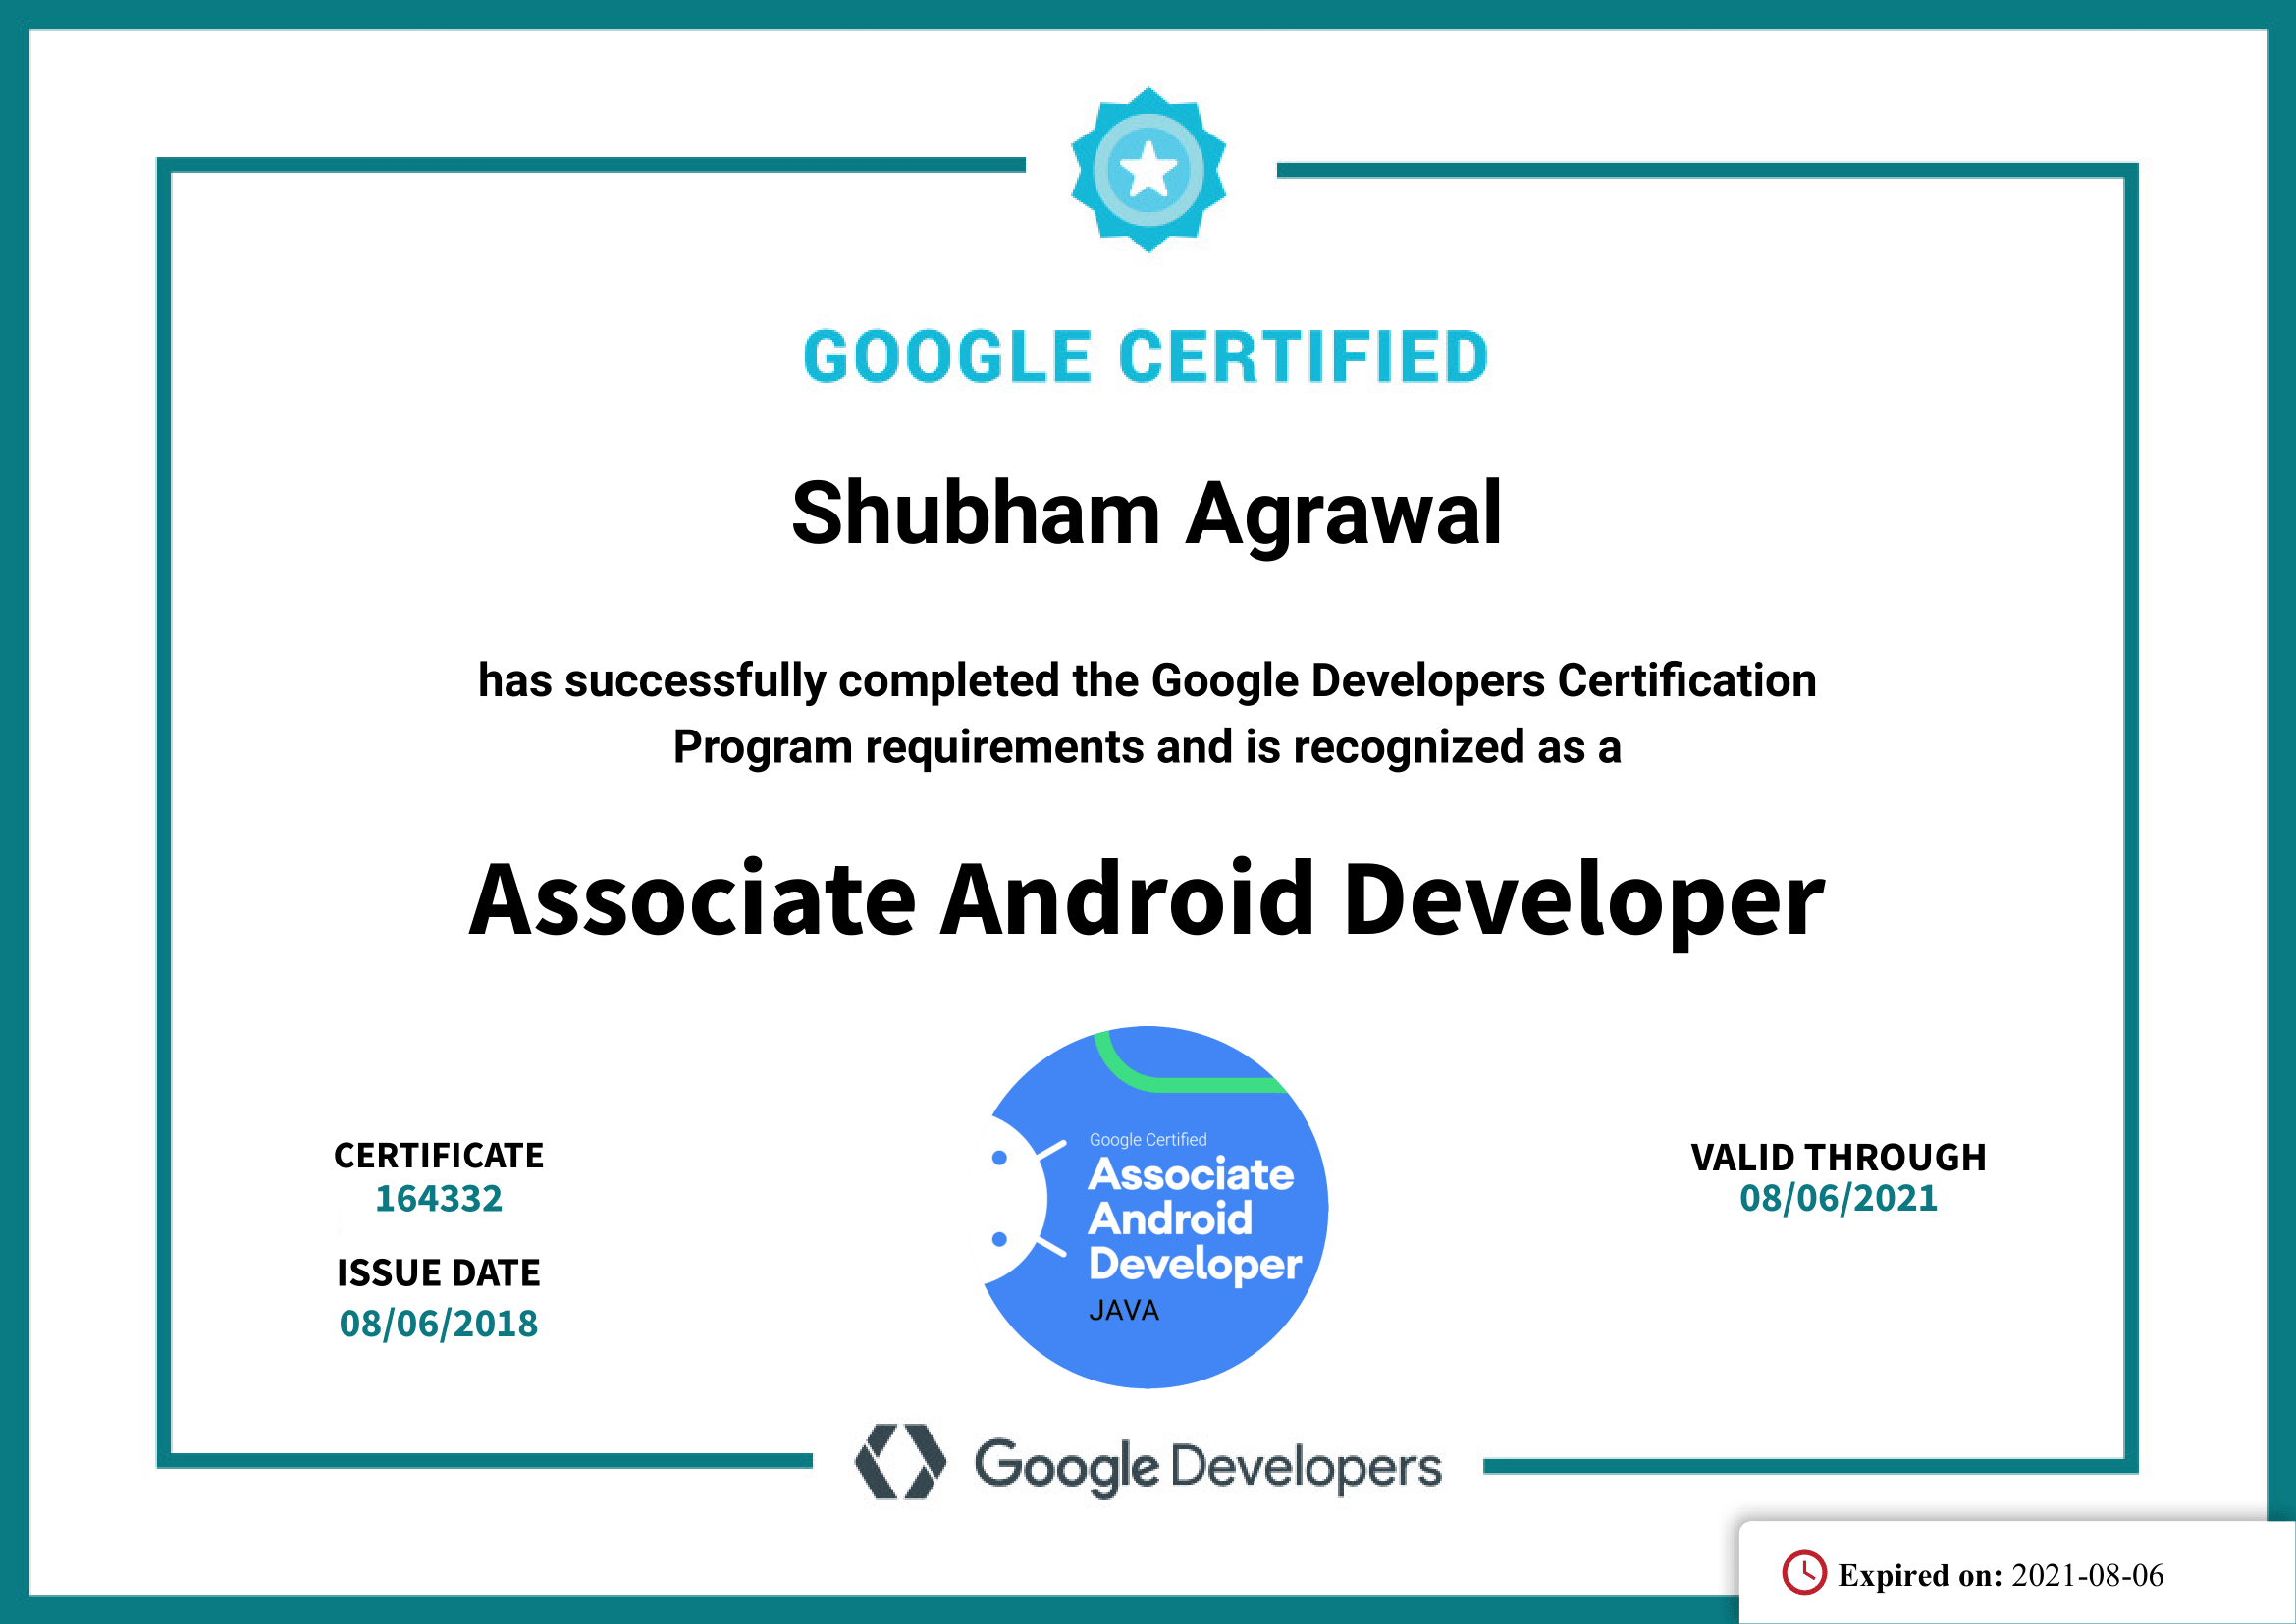 GOOGLE CERTIFIED
Shubham Agrawal
has successfully completed the Google Developers Certification
Program requirements and is recognized as a
Associate Android Developer
CERTIFICATE
164332
ISSUE DATE
08/06/2018
Google Certified
Associate
Android
Developer
JAVA
VALID THROUGH
08/06/2021
Google Developers
Expired on: 2021-08-06